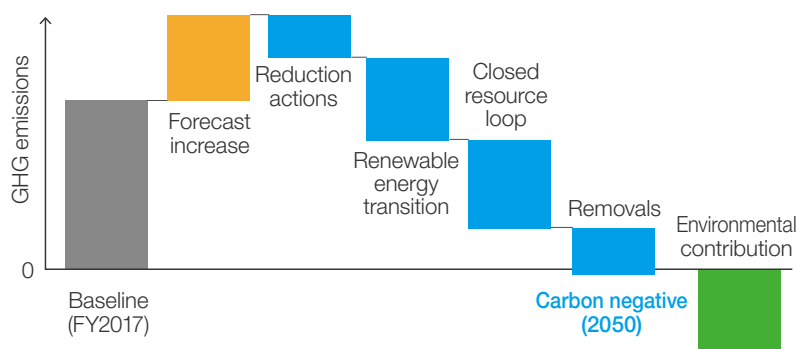 GHG emissions
0
Baseline
(FY2017)
Forecast
increase
Reduction
actions
Renewable
energy
transition
Closed
resource
loop
Removals
Carbon negative
(2050)
Environmental
contribution